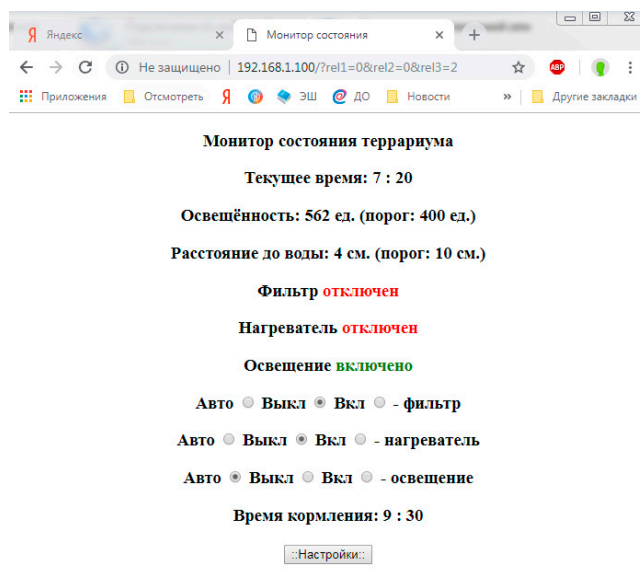 Яндекс
Монитор состояния
Не защищено | 192.168.1.100/?rel1=0&rel2=0&rel3=2
ABP
Приложения Отсмотреть ЭШ ДО Новости » Другие закладки
Монитор состояния террариума
Текущее время: 7 : 20
Освещённость: 562 ед. (порог: 400 ед.)
Расстояние до воды: 4 см. (порог: 10 см.)
Фильтр отключен
Нагреватель отключен
Освещение включено
Авто Выкл Вкл - фильтр
Авто Выкл Вкл - нагреватель
Авто Выкл Вкл - освещение
Время кормления: 9 : 30
::Настройки::